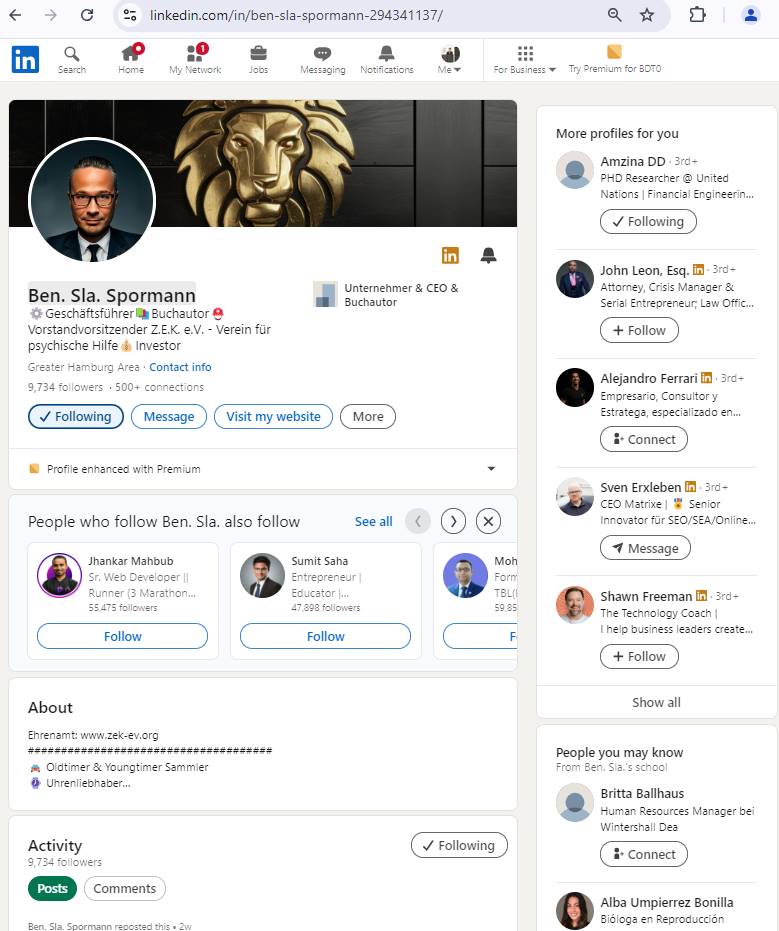 linkedin.com/in/ben-sla-spormann-294341137/
in
Search
Home
1
My Network
Jobs
Messaging
Notifications
Me
For Business
Try Premium for BDT0
in
Ben. Sla. Spormann
Geschäftsführer Buchautor
Vorstandvorsitzender Z.E.K. e.V. - Verein für
psychische Hilfe Investor
Greater Hamburg Area · Contact info
9,734 followers · 500+ connections
Unternehmer & CEO &
Buchautor
Following
Message
Visit my website
More
Profile enhanced with Premium
People who follow Ben. Sla. also follow
See all
Jhankar Mahbub
Sr. Web Developer ||
Runner (3 Marathon...
55,475 followers
Follow
Sumit Saha
Entrepreneur |
Educator |...
47,898 followers
Follow
Moh
Form
TBL(
59,85
F
About
Ehrenamt: www.zek-ev.org
####################################
Oldtimer & Youngtimer Sammler
Uhrenliebhaber...
Activity
9,734 followers
Following
Posts
Comments
Ben. Sla. Spormann reposted this • 2w
More profiles for you
Amzina DD · 3rd+
PHD Researcher @ United
Nations | Financial Engineerin...
Following
John Leon, Esq. in · 3rd+
Attorney, Crisis Manager &
Serial Entrepreneur; Law Offic...
Follow
Alejandro Ferrari in · 3rd+
Empresario, Consultor y
Estratega, especializado en...
Connect
Sven Erxleben in · 3rd+
CEO Matrixe | Senior
Innovator für SEO/SEA/Online...
Message
Shawn Freeman in · 3rd+
The Technology Coach |
I help business leaders create...
Follow
Show all
People you may know
From Ben. Sla.'s school
Britta Ballhaus
Human Resources Manager bei
Wintershall Dea
Connect
Alba Umpierrez Bonilla
Bióloga en Reproducción